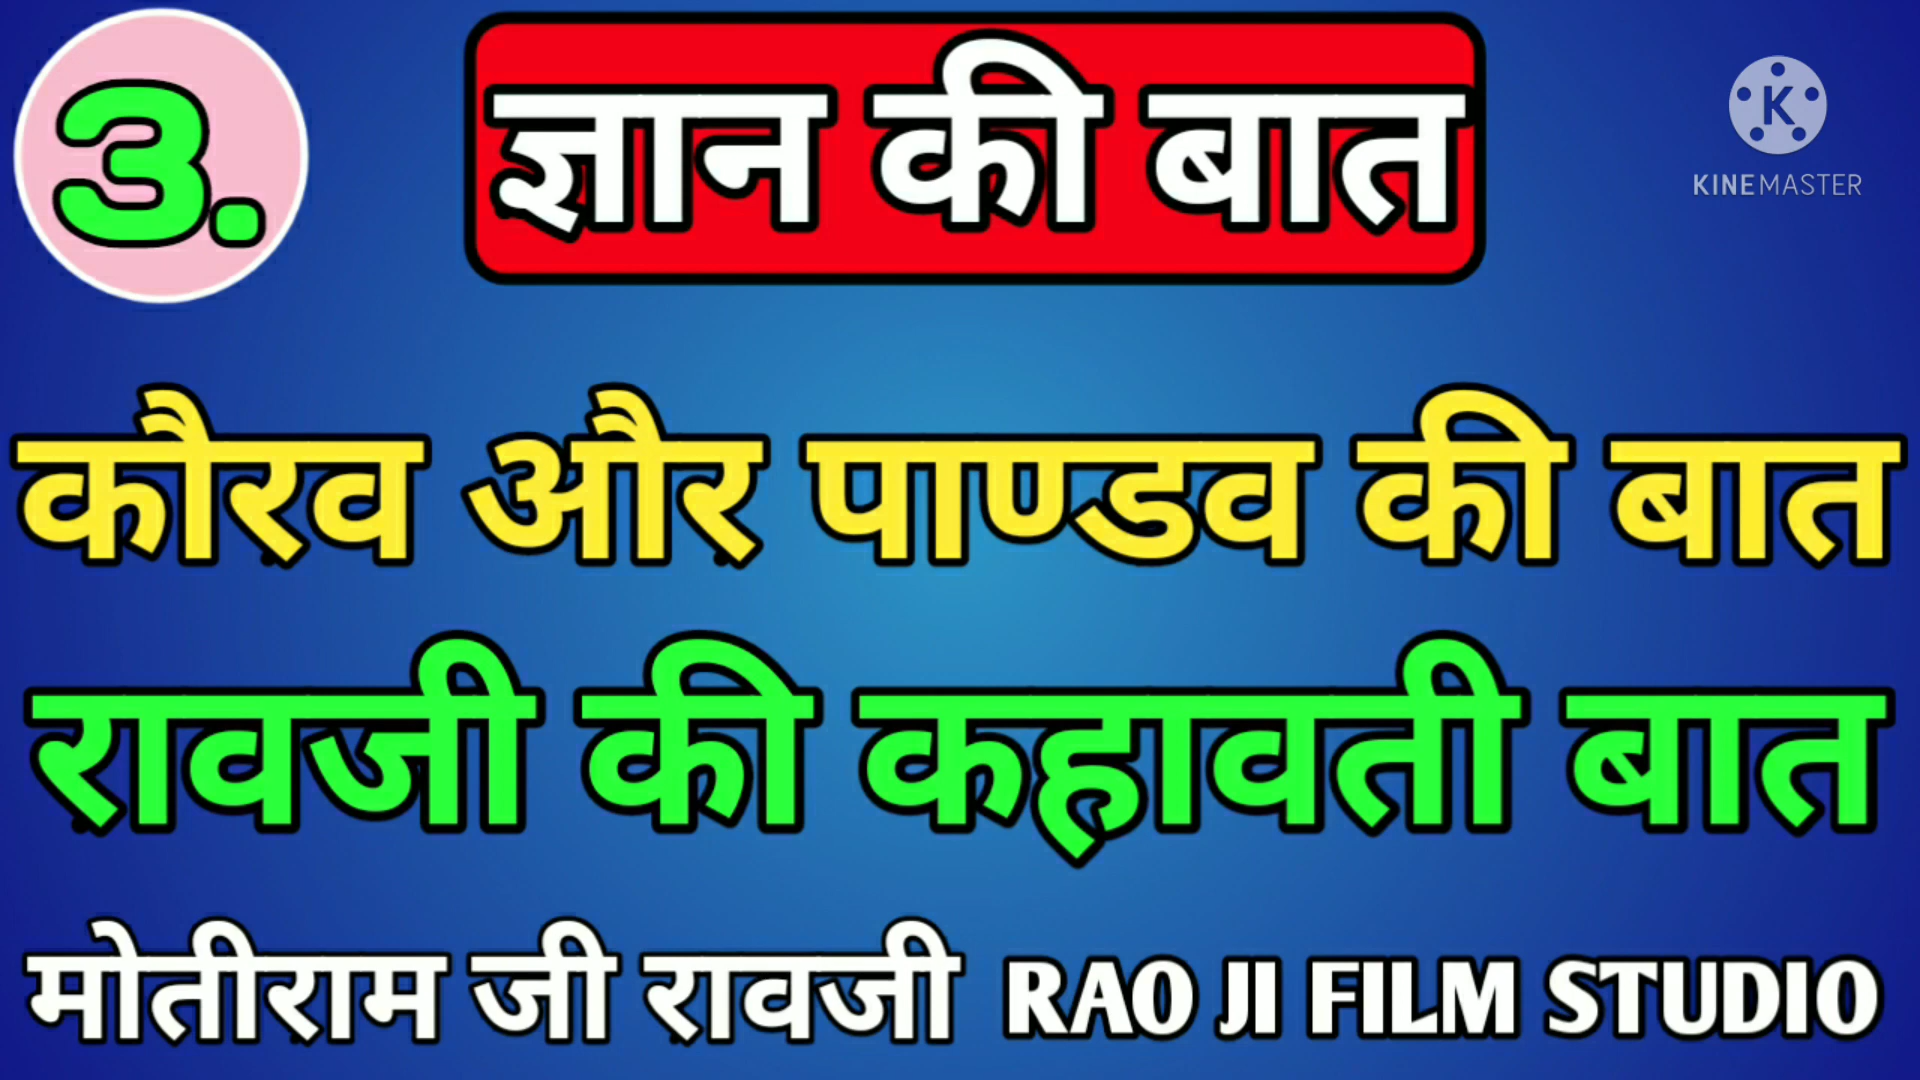 3.
ज्ञान की बात
KINEMASTER
कौरव और पाण्डव की बात
रावजी की कहावती बात
मोतीराम जी रावजी RAO JI FILM STUDIO